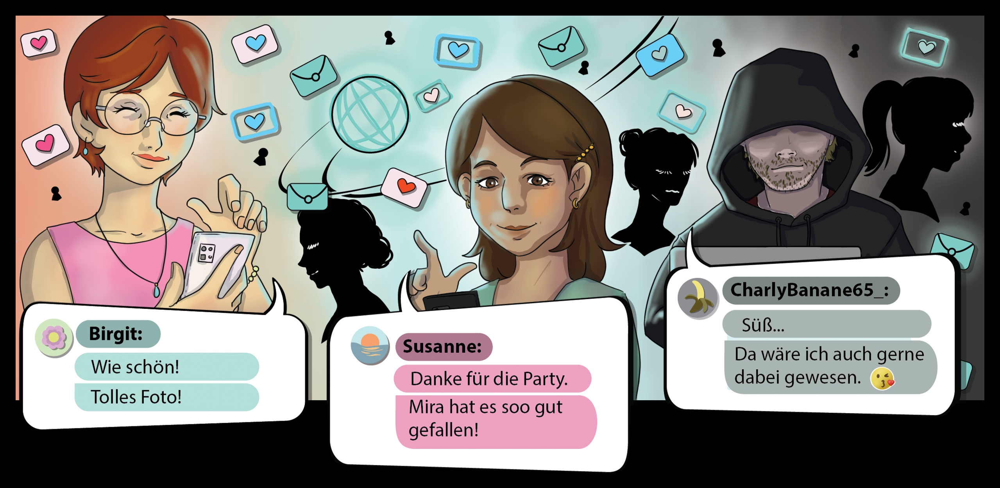 Birgit:
Wie schön!
Tolles Foto!
Susanne:
Danke für die Party.
Mira hat es soo gut
gefallen!
CharlyBanane65_:
Süß...
Da wäre ich auch gerne
dabei gewesen. 😘